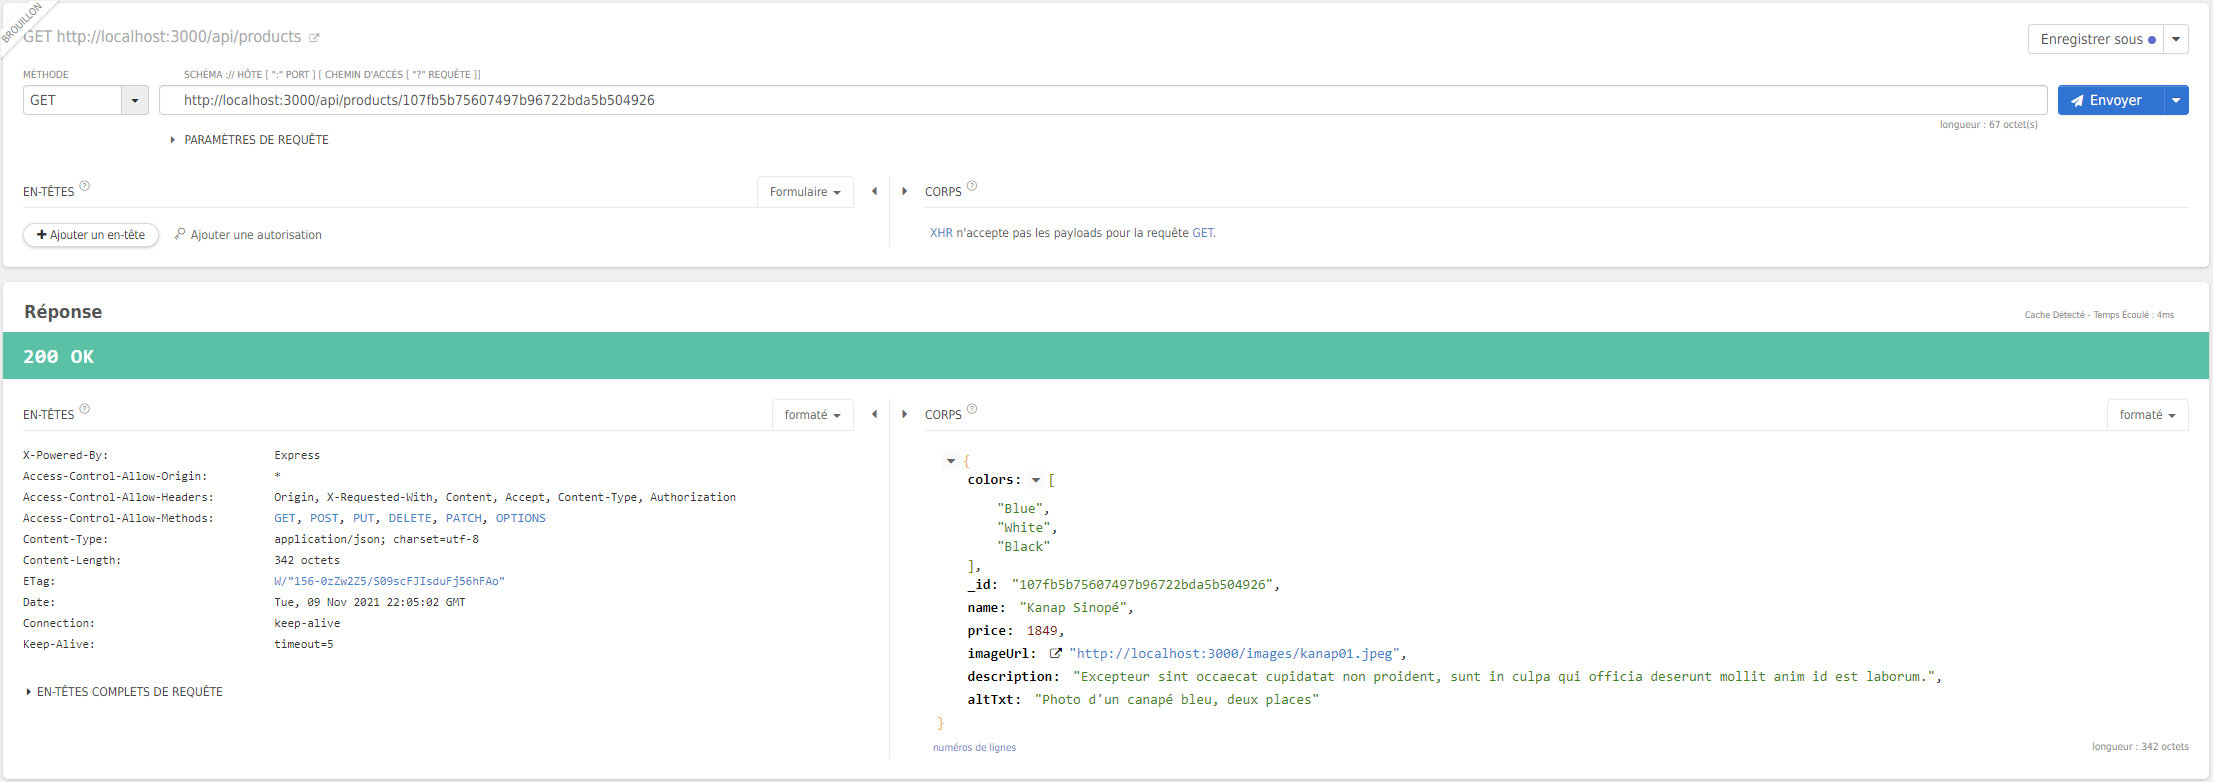 BROUILLON
GET http://localhost:3000/api/products
Enregistrer sous
MÉTHODE
SCHÉMA :// HÔTE [ ":" PORT ] [ CHEMIN D'ACCÈS [ "?" REQUÊTE ]]
GET
http://localhost:3000/api/products/107fb5b75607497b96722bda5b504926
Envoyer
longueur : 67 octet(s)
PARAMÈTRES DE REQUÊTE
EN-TÊTES ?
Formulaire
CORPS ?
+ Ajouter un en-tête
Ajouter une autorisation
XHR n'accepte pas les payloads pour la requête GET.
Réponse
Cache Détecté - Temps Écoulé : 4ms
200 OK
EN-TÊTES ?
formaté
X-Powered-By: Express
Access-Control-Allow-Origin: *
Access-Control-Allow-Headers: Origin, X-Requested-With, Content, Accept, Content-Type, Authorization
Access-Control-Allow-Methods: GET, POST, PUT, DELETE, PATCH, OPTIONS
Content-Type: application/json; charset=utf-8
Content-Length: 342 octets
ETag: W/"156-0zZw2Z5/S09scFJIsduFj56hFAo"
Date: Tue, 09 Nov 2021 22:05:02 GMT
Connection: keep-alive
Keep-Alive: timeout=5
EN-TÊTES COMPLETS DE REQUÊTE
CORPS ?
formaté
{
colors: [
"Blue",
"White",
"Black"
],
_id: "107fb5b75607497b96722bda5b504926",
name: "Kanap Sinopé",
price: 1849,
imageUrl: "http://localhost:3000/images/kanap01.jpeg",
description: "Excepteur sint occaecat cupidatat non proident, sunt in culpa qui officia deserunt mollit anim id est laborum.",
altTxt: "Photo d'un canapé bleu, deux places"
}
numéros de lignes
longueur : 342 octets